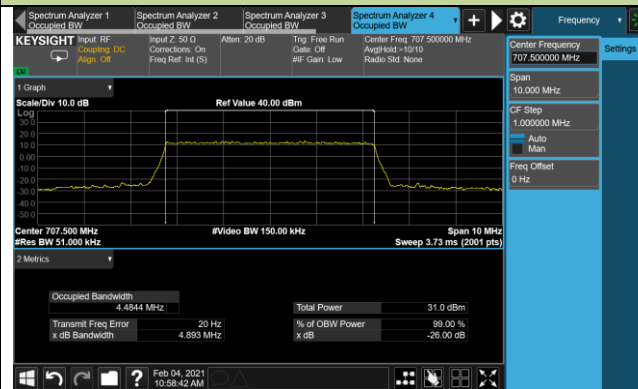 Spectrum Analyzer 1
Occupied BW
Spectrum Analyzer 2
Occupied BW
Spectrum Analyzer 3
Occupied BW
Spectrum Analyzer 4
Occupied BW
Frequency
KEYSIGHT
Input: RF
Coupling: DC
Align: Off
Input Z: 50 Ω
Corrections: On
Freq Ref: Int (S)
Atten: 20 dB
Trig: Free Run
Gate: Off
#IF Gain: Low
Center Freq: 707.500000 MHz
Avg|Hold:>10/10
Radio Std: None
LXI
Center Frequency
707.500000 MHz
Settings
Span
10.000 MHz
CF Step
1.000000 MHz
Auto
Man
Freq Offset
0 Hz
1 Graph
Scale/Div 10.0 dB
Ref Value 40.00 dBm
Log
30.0
20.0
10.0
0.00
-10.0
-20.0
-30.0
-40.0
-50.0
Center 707.500 MHz
#Video BW 150.00 kHz
Span 10 MHz
#Res BW 51.000 kHz
Sweep 3.73 ms (2001 pts)
2 Metrics
Occupied Bandwidth
4.4844 MHz
Total Power
31.0 dBm
Transmit Freq Error
20 Hz
% of OBW Power
99.00 %
x dB Bandwidth
4.893 MHz
x dB
-26.00 dB
Feb 04, 2021
10:58:42 AM